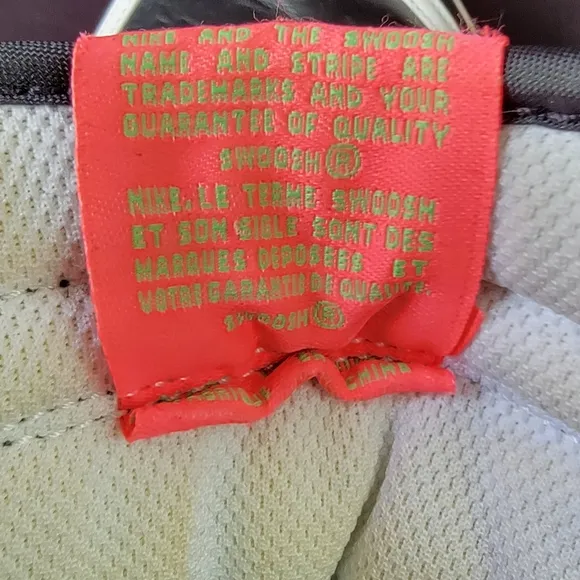 NIKE AND THE SWOOSH
NAME AND STRIPE ARE
TRADEMARKS AND YOUR
GUARANTEE OF QUALITY
SWOOSH®
NIKE, LE TERME SWOOSH
ET SON SIGLE SONT DES
MARQUES DEPOSEES ET
VOTRE GARANTIE DE QUALITE.
SWOOSH®
CHINA